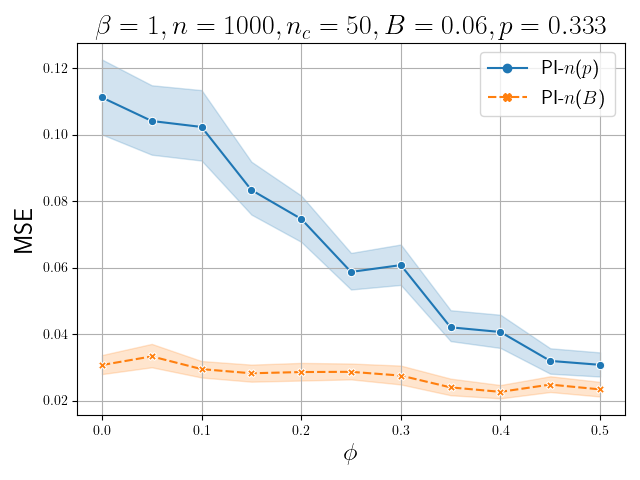 β = 1, n = 1000, n_c = 50, B = 0.06, p = 0.333
PI-n(p)
PI-n(B)
MSE
0.12
0.10
0.08
0.06
0.04
0.02
0.0 0.1 0.2 0.3 0.4 0.5
ϕ